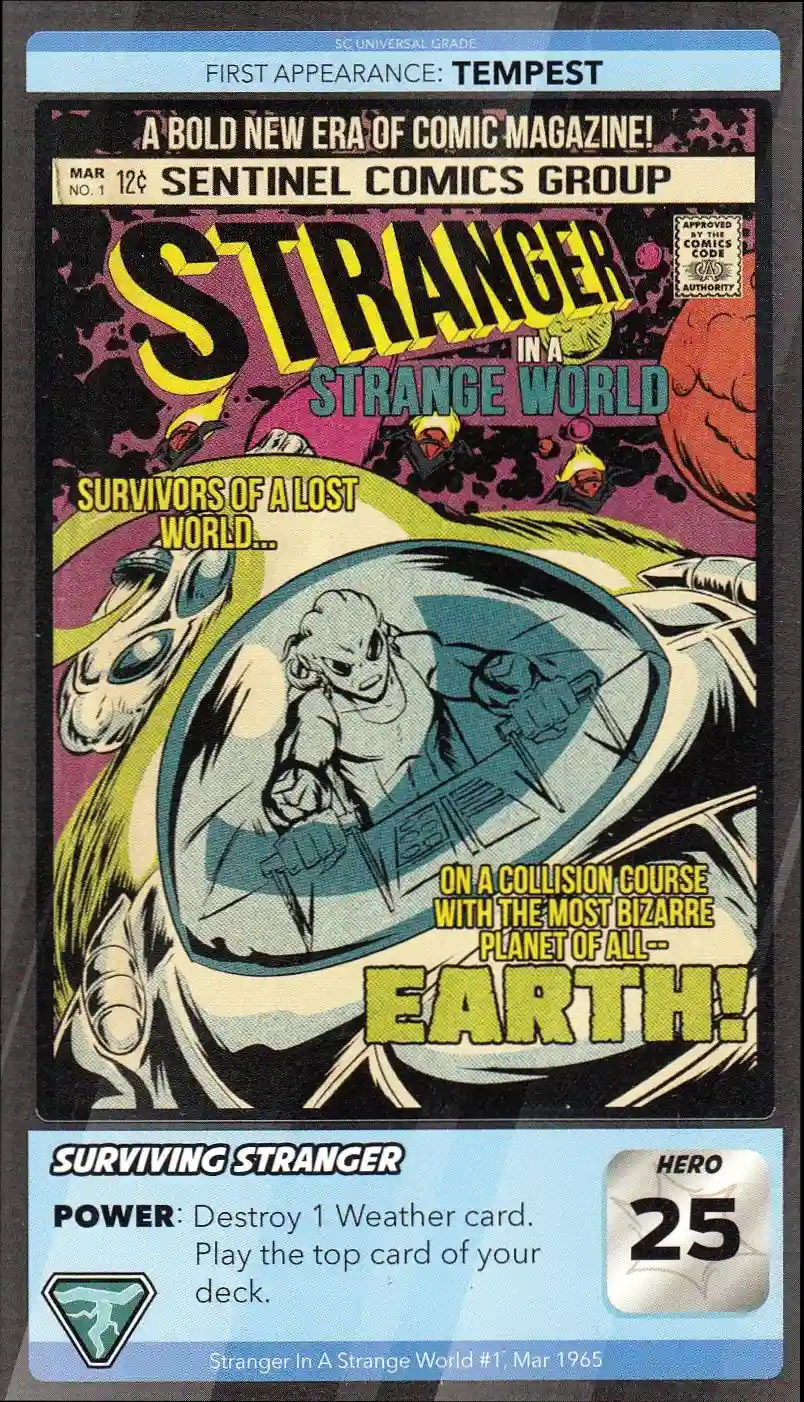 SC UNIVERSAL GRADE
FIRST APPEARANCE: TEMPEST
A BOLD NEW ERA OF COMIC MAGAZINE!
MAR
NO. 1
12¢
SENTINEL COMICS GROUP
STRANGER
IN A
STRANGE WORLD
APPROVED
BY THE
COMICS
CODE
AUTHORITY
SURVIVORS OF A LOST
WORLD...
ON A COLLISION COURSE
WITH THE MOST BIZARRE
PLANET OF ALL--
EARTH!
SURVIVING STRANGER
HERO
25
POWER: Destroy 1 Weather card.
Play the top card of your
deck.
Stranger In A Strange World #1, Mar 1965